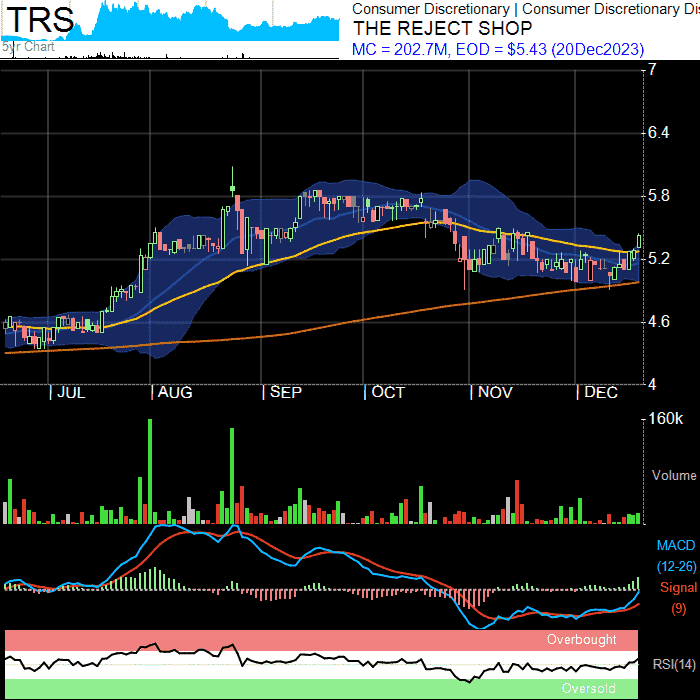 TRS
5yr Chart
Consumer Discretionary | Consumer Discretionary Dis
THE REJECT SHOP
MC = 202.7M, EOD = $5.43 (20Dec2023)
7
6.4
5.8
5.2
4.6
4
| JUL | AUG | SEP | OCT | NOV | DEC
160k
Volume
MACD
(12-26)
Signal
(9)
Overbought
RSI(14)
Oversold